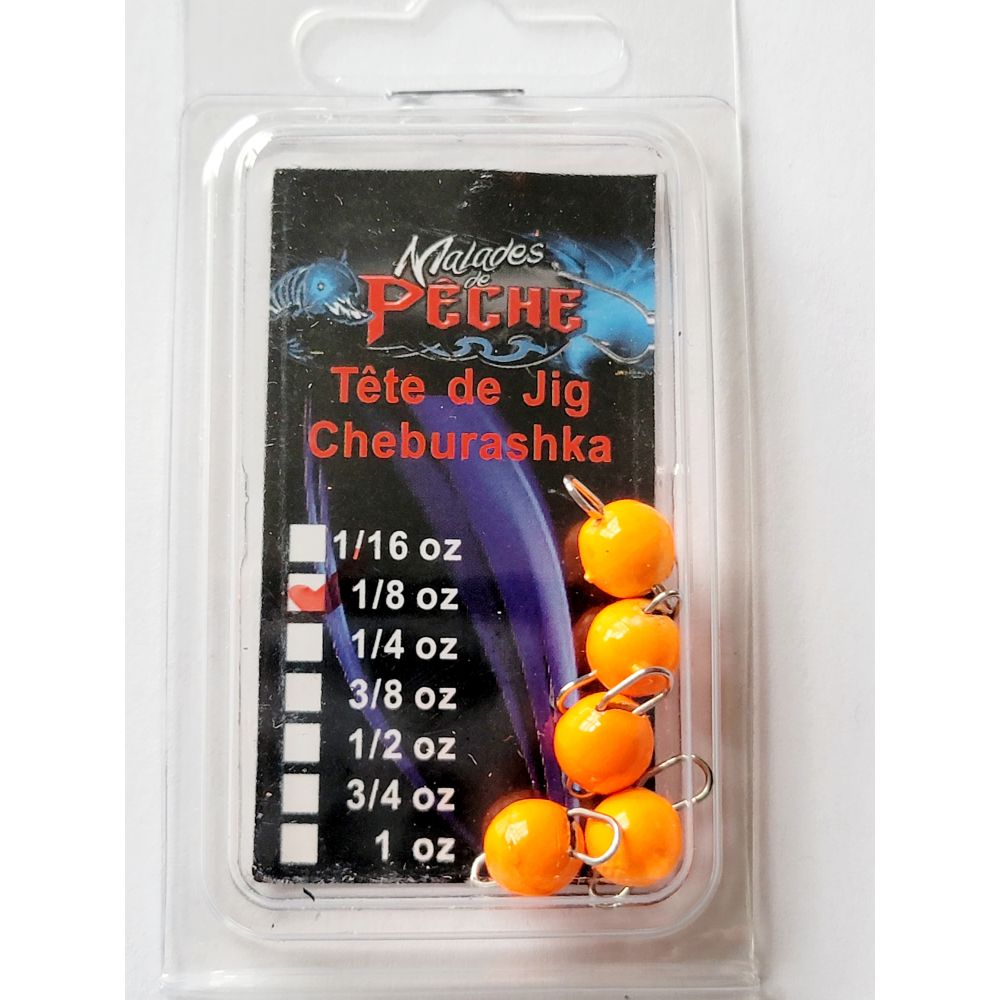 Malades
de
PÊCHE
Tête de Jig
Cheburashka
1/16 oz
1/8 oz
1/4 oz
3/8 oz
1/2 oz
3/4 oz
1 oz